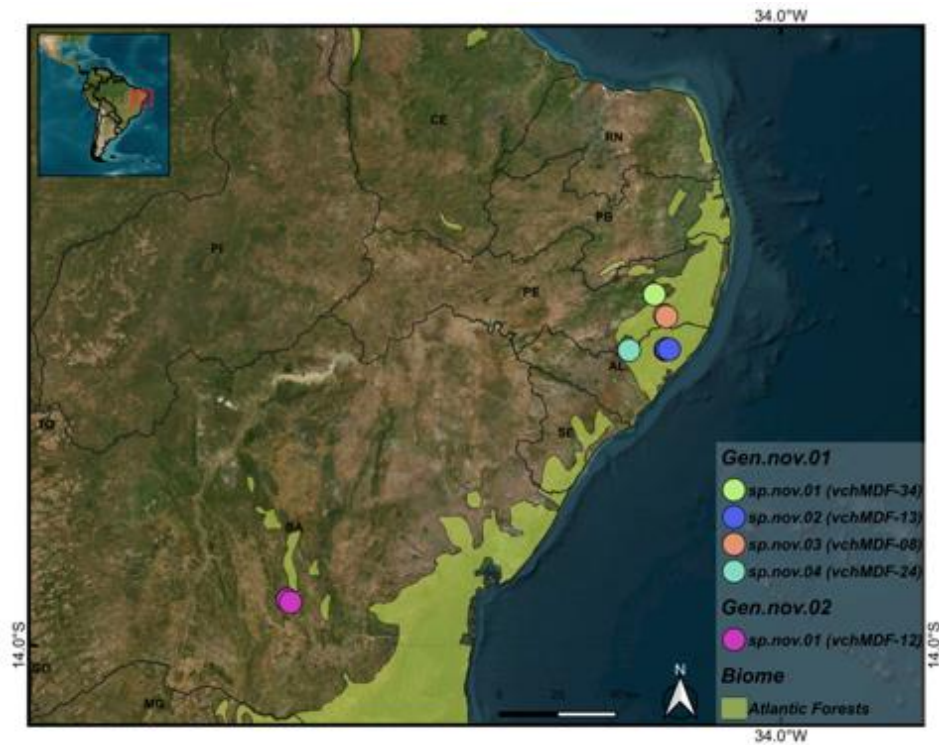 34.0°W
CE
RN
PB
PI
PE
AL
TO
SE
BA
14.0°S
14.0°S
GO
MG
N
Gen.nov.01
sp.nov.01 (vchMDF-34)
sp.nov.02 (vchMDF-13)
sp.nov.03 (vchMDF-08)
sp.nov.04 (vchMDF-24)
Gen.nov.02
sp.nov.01 (vchMDF-12)
Biome
Atlantic Forests
34.0°W